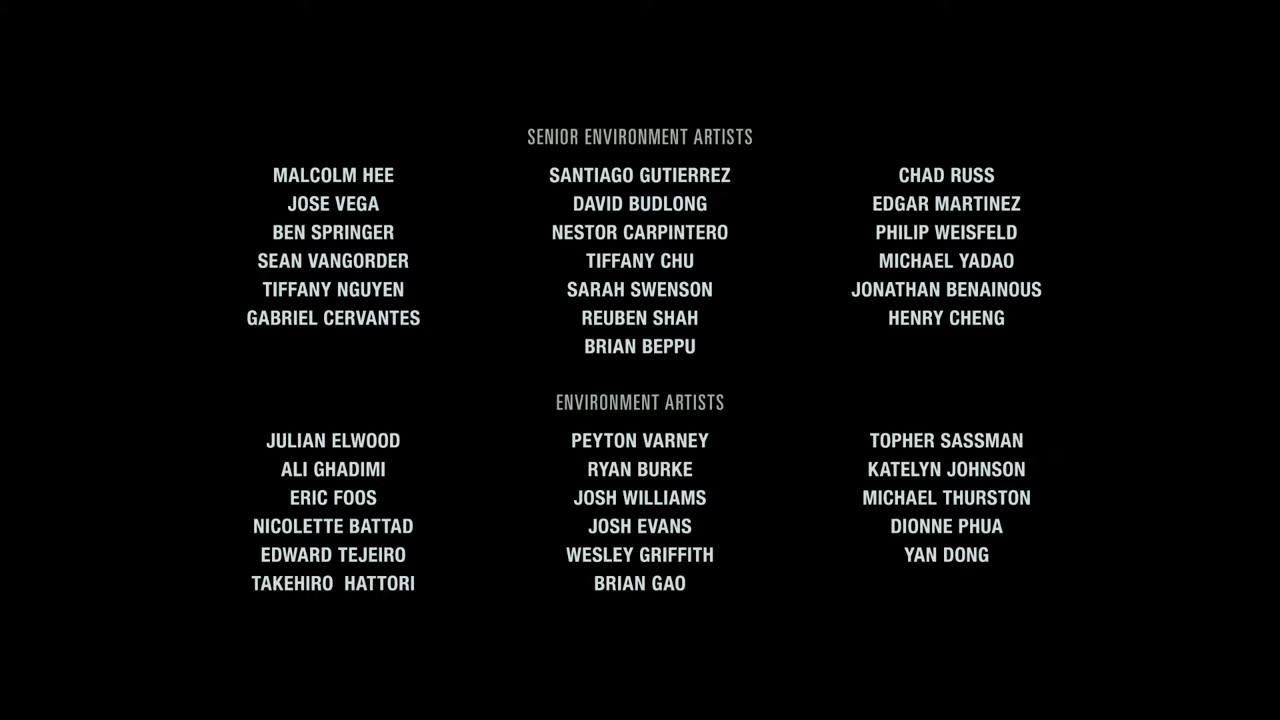 SENIOR ENVIRONMENT ARTISTS
MALCOLM HEE SANTIAGO GUTIERREZ CHAD RUSS
JOSE VEGA DAVID BUDLONG EDGAR MARTINEZ
BEN SPRINGER NESTOR CARPINTERO PHILIP WEISFELD
SEAN VANGORDER TIFFANY CHU MICHAEL YADAO
TIFFANY NGUYEN SARAH SWENSON JONATHAN BENAINOUS
GABRIEL CERVANTES REUBEN SHAH HENRY CHENG
BRIAN BEPPU
ENVIRONMENT ARTISTS
JULIAN ELWOOD PEYTON VARNEY TOPHER SASSMAN
ALI GHADIMI RYAN BURKE KATELYN JOHNSON
ERIC FOOS JOSH WILLIAMS MICHAEL THURSTON
NICOLETTE BATTAD JOSH EVANS DIONNE PHUA
EDWARD TEJEIRO WESLEY GRIFFITH YAN DONG
TAKEHIRO  HATTORI BRIAN GAO